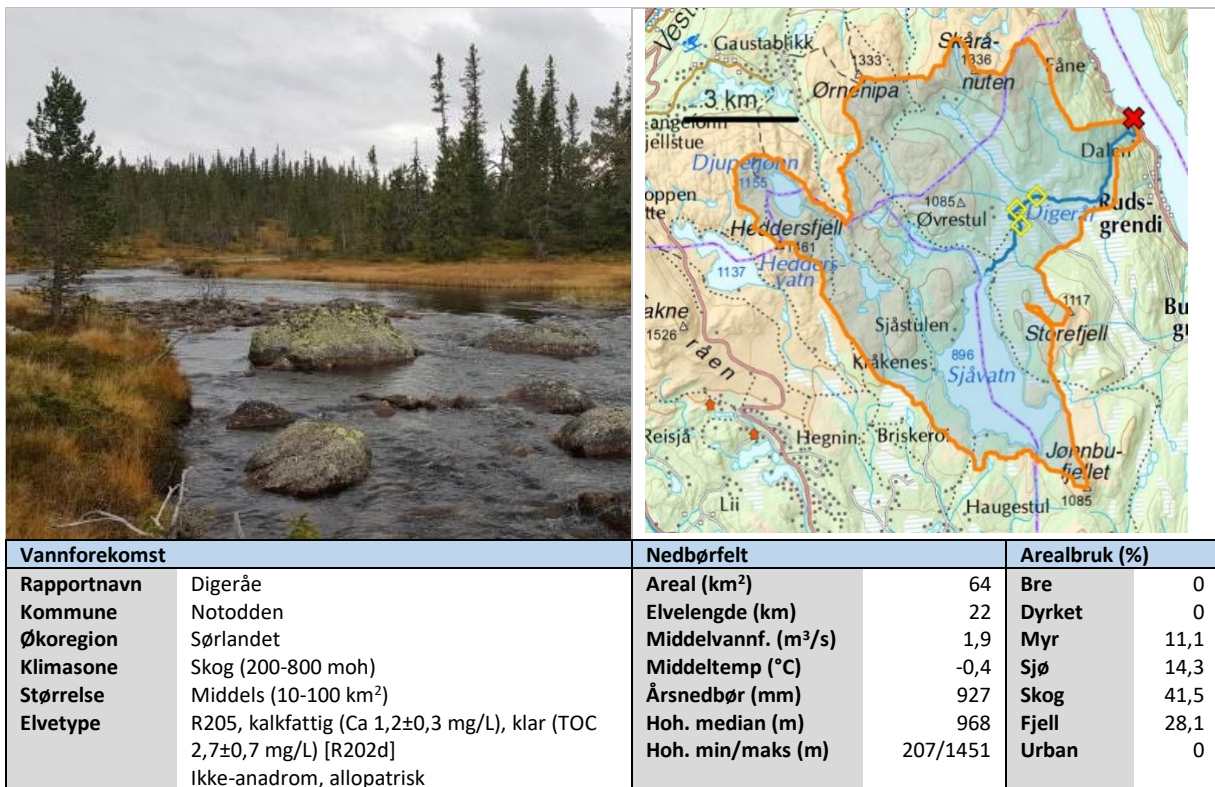 Vest
Gaustablikk
Skårå-
nuten
1333
1336
Ørnenipa
Fåne
3 km
jellstue
Dalen
Djupetjønn
1155
1085
Øvrestul
Digeråe
Ruds-
grendi
Heddersfjell
Hedders-
vatn
1137
1117
Storefjell
Bu
1526
Sjåstulen
Kråkenes
896
Sjåvatn
Reisjå
Hegnin
Briskero
Jønnbu-
fjellet
Lii
Haugestul
1085
Vannforekomst Nedbørfelt Arealbruk (%)
Rapportnavn Digeråe Areal (km²) 64 Bre 0
Kommune Notodden Elvelengde (km) 22 Dyrket 0
Økoregion Sørlandet Middelvannf. (m³/s) 1,9 Myr 11,1
Klimasone Skog (200-800 moh) Middeltemp (°C) -0,4 Sjø 14,3
Størrelse Middels (10-100 km²) Årsnedbør (mm) 927 Skog 41,5
Elvetype R205, kalkfattig (Ca 1,2±0,3 mg/L), klar (TOC Hoh. median (m) 968 Fjell 28,1
2,7±0,7 mg/L) [R202d] Hoh. min/maks (m) 207/1451 Urban 0
Ikke-anadrom, allopatrisk